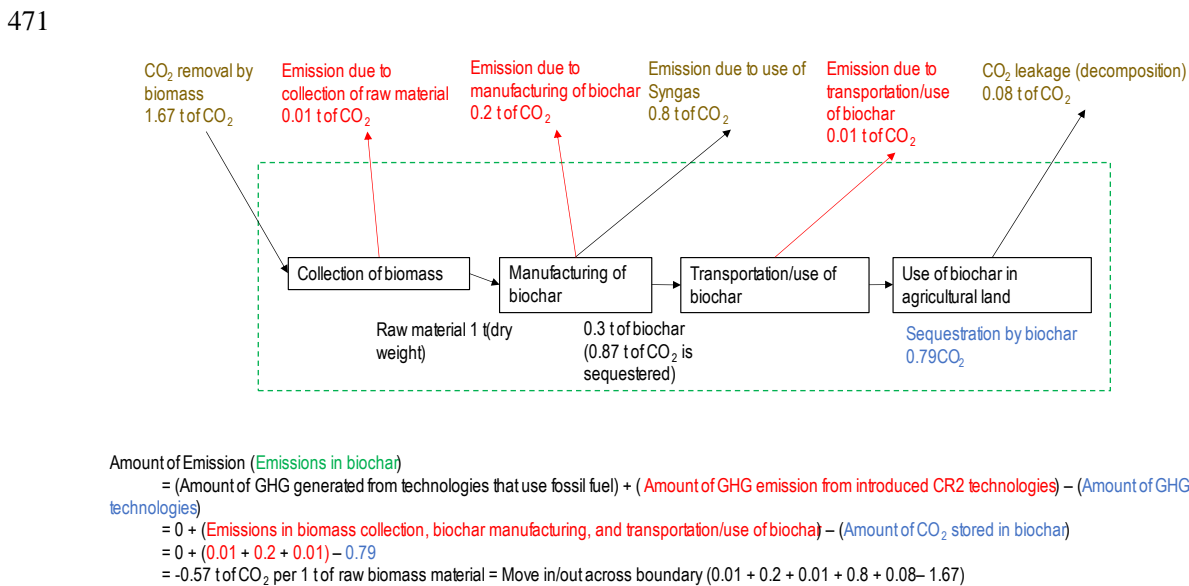 471
CO₂ removal by
biomass
1.67 t of CO₂
Emission due to
collection of raw material
0.01 t of CO₂
Emission due to
manufacturing of biochar
0.2 t of CO₂
Emission due to use of
Syngas
0.8 t of CO₂
Emission due to
transportation/use
of biochar
0.01 t of CO₂
CO₂ leakage (decomposition)
0.08 t of CO₂
Collection of biomass
Manufacturing of
biochar
Transportation/use of
biochar
Use of biochar in
agricultural land
Raw material 1 t(dry
weight)
0.3 t of biochar
(0.87 t of CO₂ is
sequestered)
Sequestration by biochar
0.79CO₂
Amount of Emission (Emissions in biochar)
= (Amount of GHG generated from technologies that use fossil fuel) + ( Amount of GHG emission from introduced CR2 technologies) – (Amount of GHG
technologies)
= 0 + (Emissions in biomass collection, biochar manufacturing, and transportation/use of biochar) – (Amount of CO₂ stored in biochar)
= 0 + (0.01 + 0.2 + 0.01) – 0.79
= -0.57 t of CO₂ per 1 t of raw biomass material = Move in/out across boundary (0.01 + 0.2 + 0.01 + 0.8 + 0.08– 1.67)